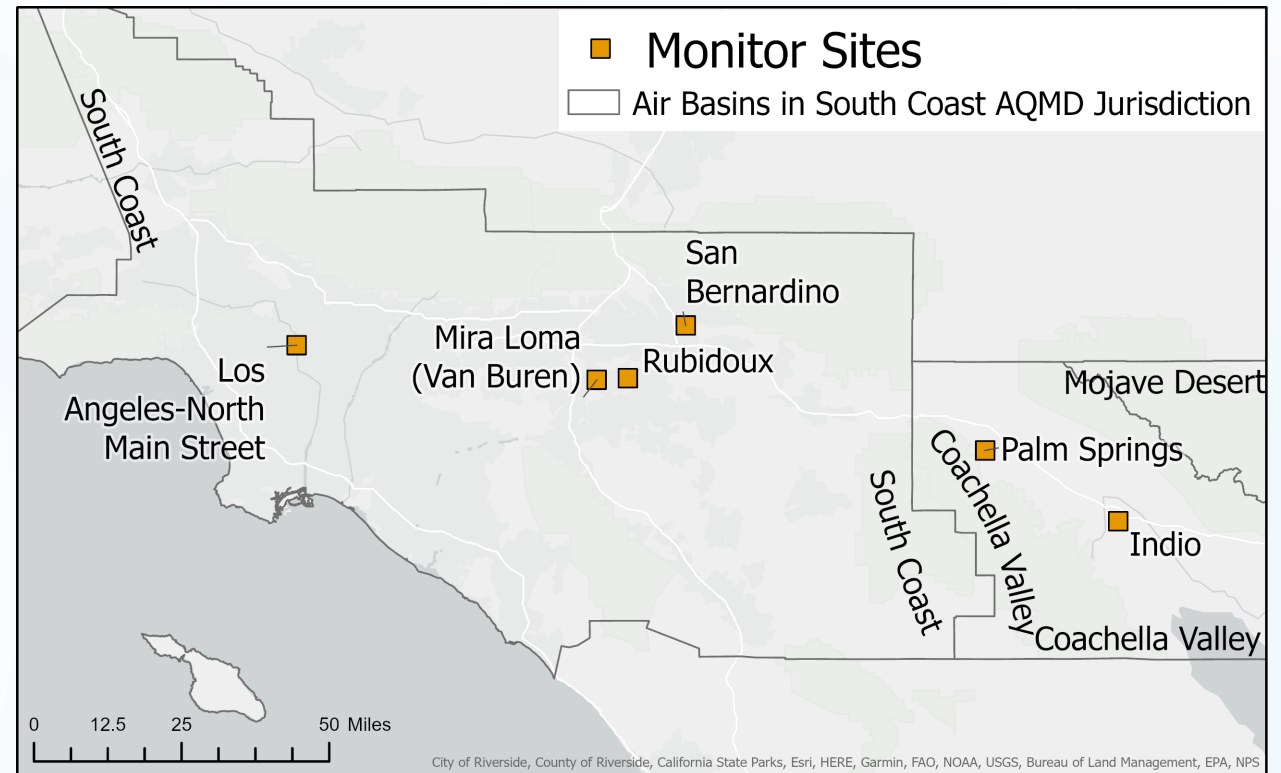 Monitor Sites
Air Basins in South Coast AQMD Jurisdiction
South Coast
San
Bernardino
Mira Loma
(Van Buren)
Rubidoux
Los
Angeles-North
Main Street
Mojave Desert
Palm Springs
Coachella Valley
South Coast
Indio
Coachella Valley
0 12.5 25 50 Miles
City of Riverside, County of Riverside, California State Parks, Esri, HERE, Garmin, FAO, NOAA, USGS, Bureau of Land Management, EPA, NPS